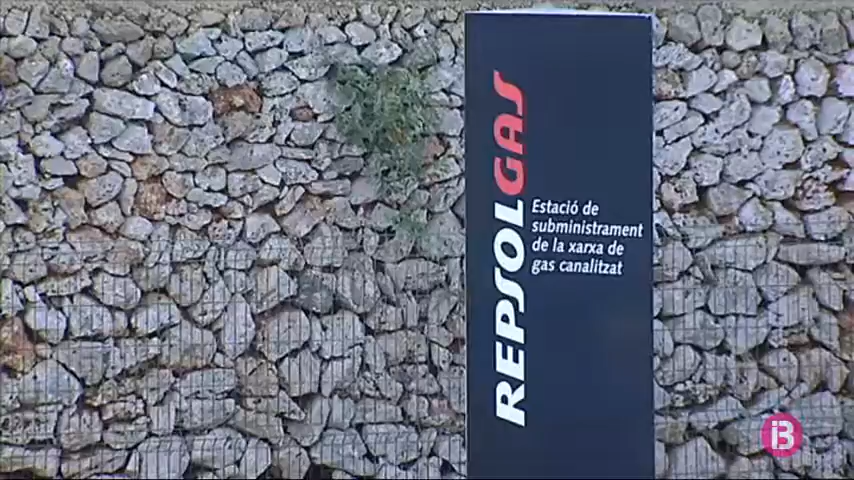 REPSOLGAS
Estació de
subministrament
de la xarxa de
gas canalitzat
iB